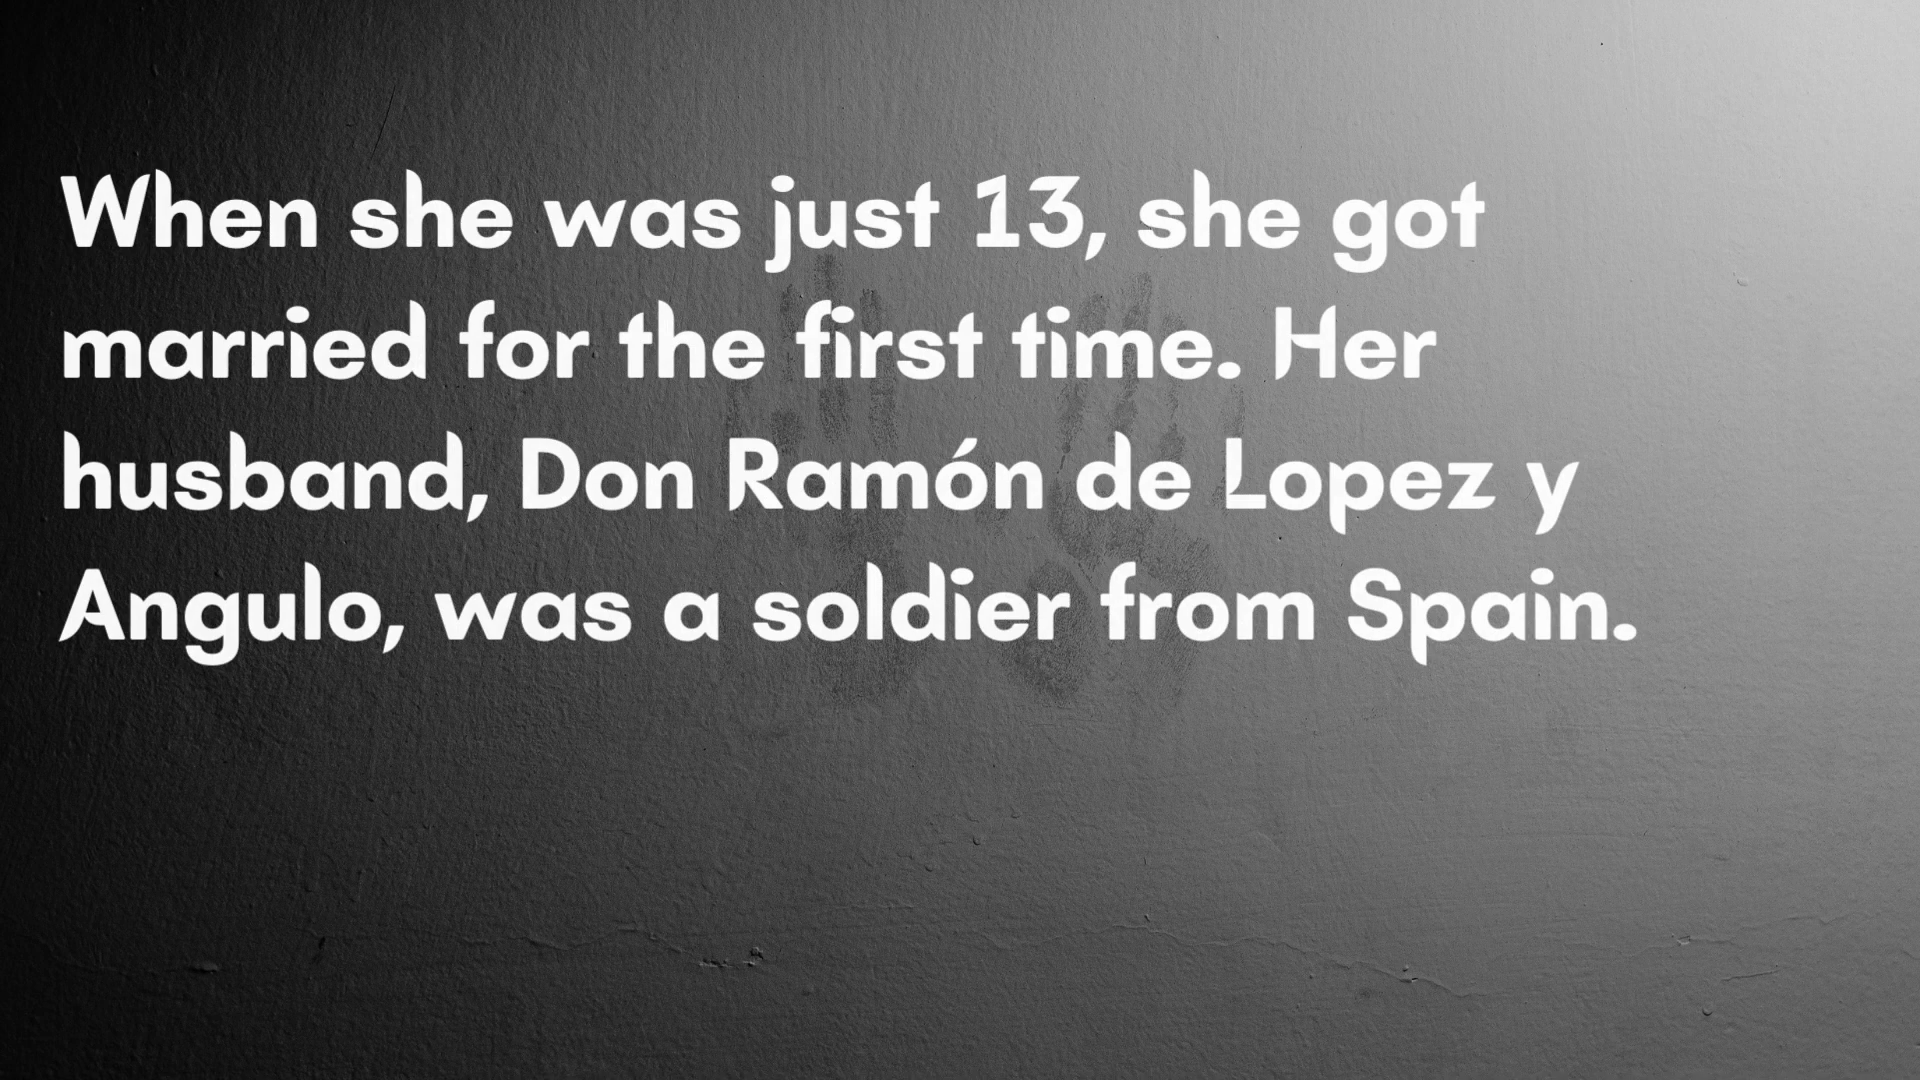 When she was just 13, she got
married for the first time. Her
husband, Don Ramón de Lopez y
Angulo, was a soldier from Spain.